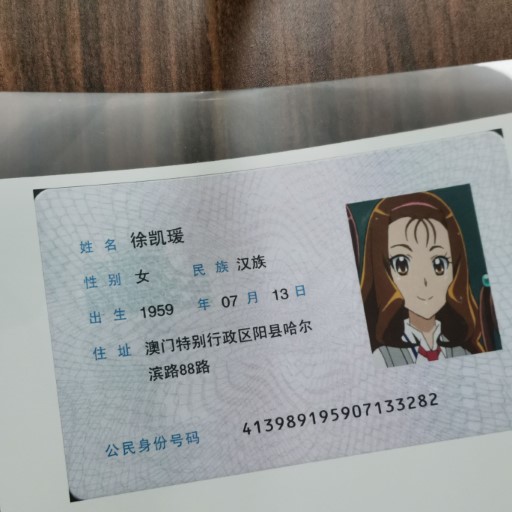 姓名 徐凯瑗
性别 女 民族 汉族
出生 1959 年 07 月 13 日
住址 澳门特别行政区阳县哈尔
滨路88路
公民身份号码 413989195907133282